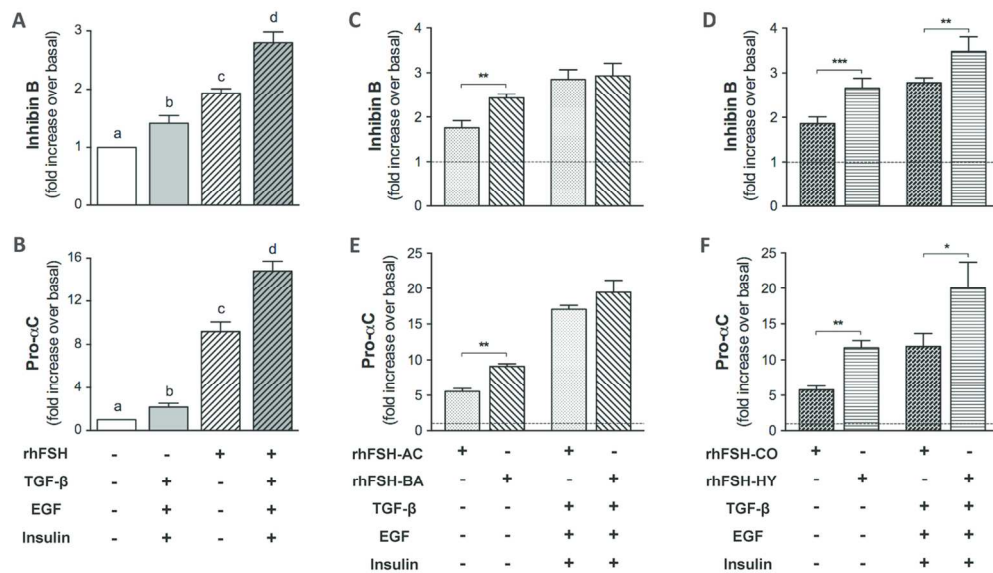 A
Inhibin B
(fold increase over basal)
3
2
1
0
a
b
c
d
B
Pro-αC
(fold increase over basal)
16
12
8
4
0
a
b
c
d
rhFSH - - + +
TGF-β - + - +
EGF - + - +
Insulin - + - +
C
Inhibin B
(fold increase over basal)
4
3
2
1
0
**
E
Pro-αC
(fold increase over basal)
25
20
15
10
5
0
**
rhFSH-AC + - + -
rhFSH-BA - + - +
TGF-β - - + +
EGF - - + +
Insulin - - + +
D
Inhibin B
(fold increase over basal)
4
3
2
1
0
***
**
F
Pro-αC
(fold increase over basal)
25
20
15
10
5
0
**
*
rhFSH-CO + - + -
rhFSH-HY - + - +
TGF-β - - + +
EGF - - + +
Insulin - - + +